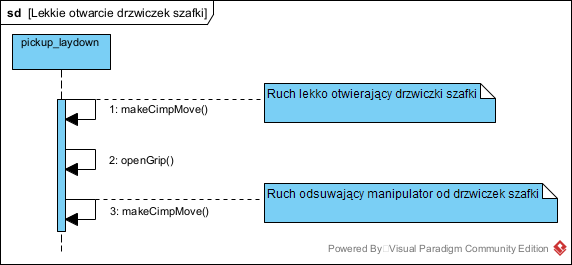 sd [Lekkie otwarcie drzwiczek szafki]
pickup_laydown
Ruch lekko otwierający drzwiczki szafki
1: makeCimpMove()
2: openGrip()
Ruch odsuwający manipulator od drzwiczek szafki
3: makeCimpMove()
Powered By Visual Paradigm Community Edition